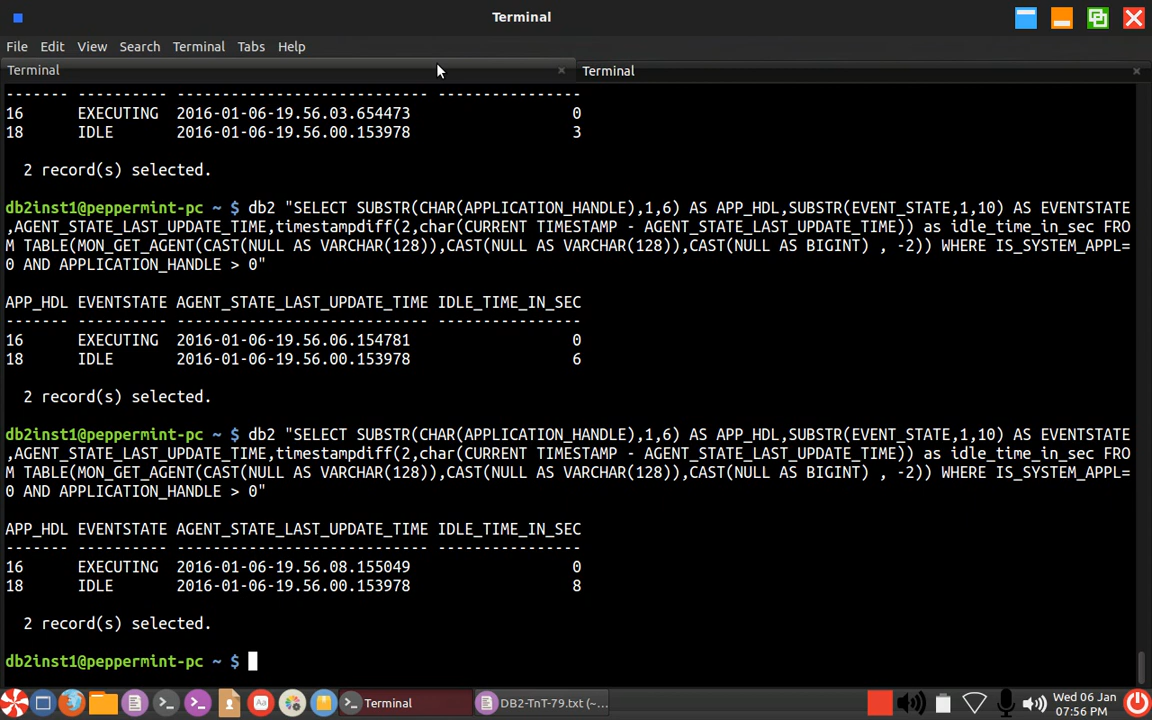 Terminal
File Edit View Search Terminal Tabs Help
Terminal × Terminal ×
------- ---------- -------------------------- ----------------
16 EXECUTING 2016-01-06-19.56.03.654473 0
18 IDLE 2016-01-06-19.56.00.153978 3
2 record(s) selected.
db2inst1@peppermint-pc ~ $ db2 "SELECT SUBSTR(CHAR(APPLICATION_HANDLE),1,6) AS APP_HDL,SUBSTR(EVENT_STATE,1,10) AS EVENTSTATE
,AGENT_STATE_LAST_UPDATE_TIME,timestampdiff(2,char(CURRENT TIMESTAMP - AGENT_STATE_LAST_UPDATE_TIME)) as idle_time_in_sec FRO
M TABLE(MON_GET_AGENT(CAST(NULL AS VARCHAR(128)),CAST(NULL AS VARCHAR(128)),CAST(NULL AS BIGINT) , -2)) WHERE IS_SYSTEM_APPL=
0 AND APPLICATION_HANDLE > 0"
APP_HDL EVENTSTATE AGENT_STATE_LAST_UPDATE_TIME IDLE_TIME_IN_SEC
------- ---------- ---------------------------- ----------------
16 EXECUTING 2016-01-06-19.56.06.154781 0
18 IDLE 2016-01-06-19.56.00.153978 6
2 record(s) selected.
db2inst1@peppermint-pc ~ $ db2 "SELECT SUBSTR(CHAR(APPLICATION_HANDLE),1,6) AS APP_HDL,SUBSTR(EVENT_STATE,1,10) AS EVENTSTATE
,AGENT_STATE_LAST_UPDATE_TIME,timestampdiff(2,char(CURRENT TIMESTAMP - AGENT_STATE_LAST_UPDATE_TIME)) as idle_time_in_sec FRO
M TABLE(MON_GET_AGENT(CAST(NULL AS VARCHAR(128)),CAST(NULL AS VARCHAR(128)),CAST(NULL AS BIGINT) , -2)) WHERE IS_SYSTEM_APPL=
0 AND APPLICATION_HANDLE > 0"
APP_HDL EVENTSTATE AGENT_STATE_LAST_UPDATE_TIME IDLE_TIME_IN_SEC
------- ---------- ---------------------------- ----------------
16 EXECUTING 2016-01-06-19.56.08.155049 0
18 IDLE 2016-01-06-19.56.00.153978 8
2 record(s) selected.
db2inst1@peppermint-pc ~ $
Terminal DB2-TnT-79.txt (~... Wed 06 Jan
07:56 PM